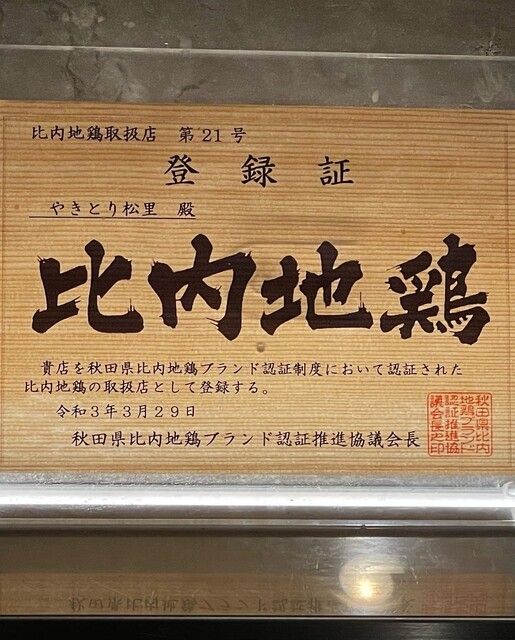 比内地鶏取扱店　第21号
登録証
やきとり松里　殿
比内地鶏
貴店を秋田県比内地鶏ブランド認証制度において認証された
比内地鶏の取扱店として登録する。
令和3年3月29日
秋田県比内地鶏ブランド認証推進協議会長
秋田県比内
地鶏ブランド
認証推進協
議会長之印